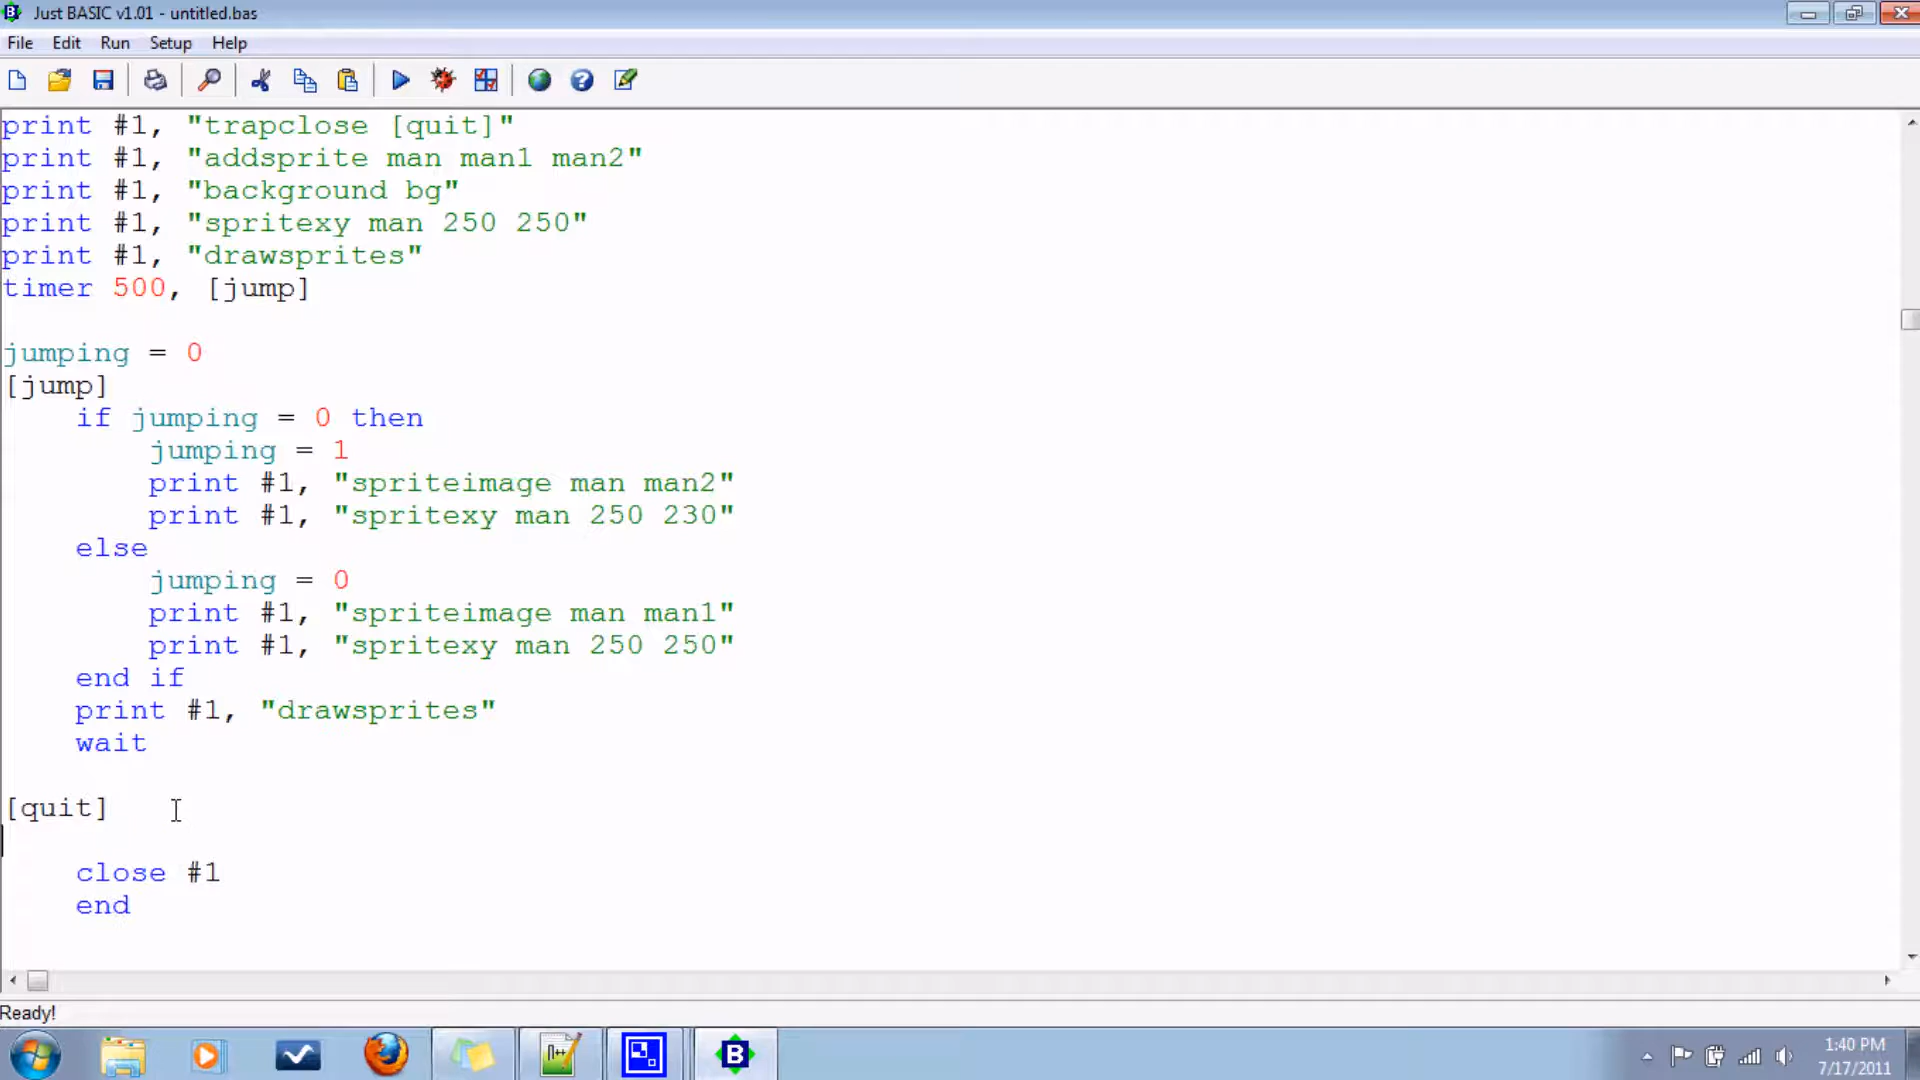 Just BASIC v1.01 - untitled.bas
File Edit Run Setup Help
print #1, "trapclose [quit]"
print #1, "addsprite man man1 man2"
print #1, "background bg"
print #1, "spritexy man 250 250"
print #1, "drawsprites"
timer 500, [jump]
jumping = 0
[jump]
if jumping = 0 then
jumping = 1
print #1, "spriteimage man man2"
print #1, "spritexy man 250 230"
else
jumping = 0
print #1, "spriteimage man man1"
print #1, "spritexy man 250 250"
end if
print #1, "drawsprites"
wait
[quit]
close #1
end
Ready!
1:40 PM
7/17/2011